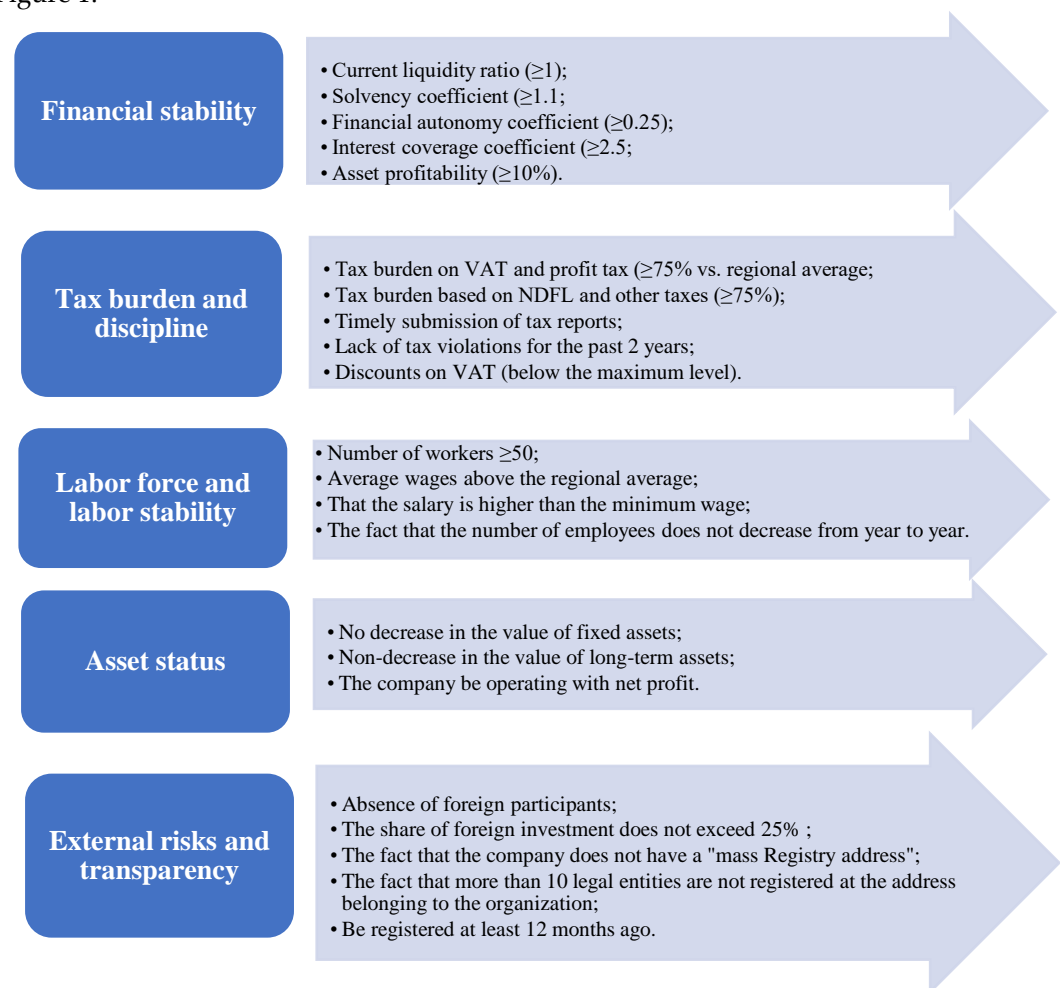 Figure 1.
Financial stability
• Current liquidity ratio (≥1);
• Solvency coefficient (≥1.1;
• Financial autonomy coefficient (≥0.25);
• Interest coverage coefficient (≥2.5;
• Asset profitability (≥10%).
Tax burden and
discipline
• Tax burden on VAT and profit tax (≥75% vs. regional average;
• Tax burden based on NDFL and other taxes (≥75%);
• Timely submission of tax reports;
• Lack of tax violations for the past 2 years;
• Discounts on VAT (below the maximum level).
Labor force and
labor stability
• Number of workers ≥50;
• Average wages above the regional average;
• That the salary is higher than the minimum wage;
• The fact that the number of employees does not decrease from year to year.
Asset status
• No decrease in the value of fixed assets;
• Non-decrease in the value of long-term assets;
• The company be operating with net profit.
External risks and
transparency
• Absence of foreign participants;
• The share of foreign investment does not exceed 25% ;
• The fact that the company does not have a "mass Registry address";
• The fact that more than 10 legal entities are not registered at the address
belonging to the organization;
• Be registered at least 12 months ago.